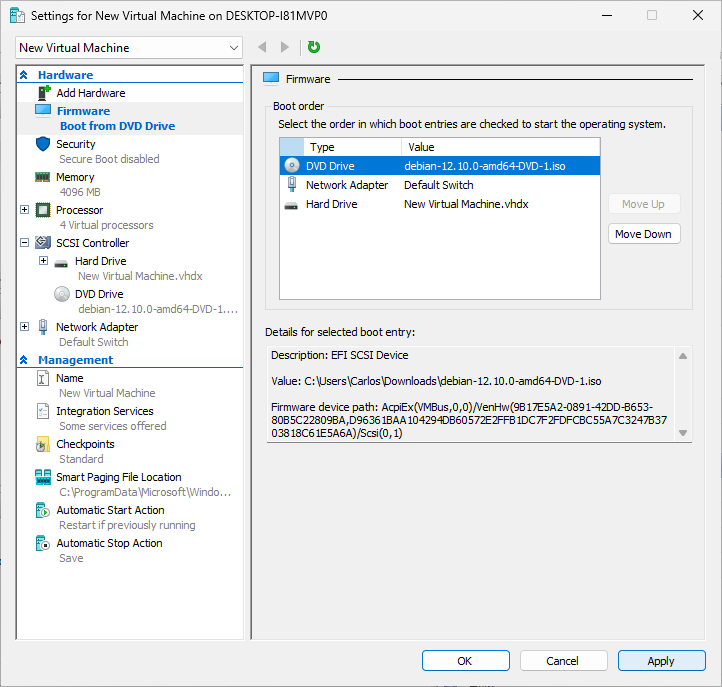 Settings for New Virtual Machine on DESKTOP-I81MVP0
New Virtual Machine
Hardware
Add Hardware
Firmware
Boot from DVD Drive
Security
Secure Boot disabled
Memory
4096 MB
Processor
4 Virtual processors
SCSI Controller
Hard Drive
New Virtual Machine.vhdx
DVD Drive
debian-12.10.0-amd64-DVD-1....
Network Adapter
Default Switch
Management
Name
New Virtual Machine
Integration Services
Some services offered
Checkpoints
Standard
Smart Paging File Location
C:\ProgramData\Microsoft\Windo...
Automatic Start Action
Restart if previously running
Automatic Stop Action
Save
Firmware
Boot order
Select the order in which boot entries are checked to start the operating system.
Type Value
DVD Drive debian-12.10.0-amd64-DVD-1.iso
Network Adapter Default Switch
Hard Drive New Virtual Machine.vhdx
Move Up
Move Down
Details for selected boot entry:
Description: EFI SCSI Device
Value: C:\Users\Carlos\Downloads\debian-12.10.0-amd64-DVD-1.iso
Firmware device path: AcpiEx(VMBus,0,0)/VenHw(9B17E5A2-0891-42DD-B653-
80B5C22809BA,D96361BAA104294DB60572E2FFB1DC7F2FDFCBC55A7C3247B37
03818C61E5A6A)/Scsi(0,1)
OK Cancel Apply